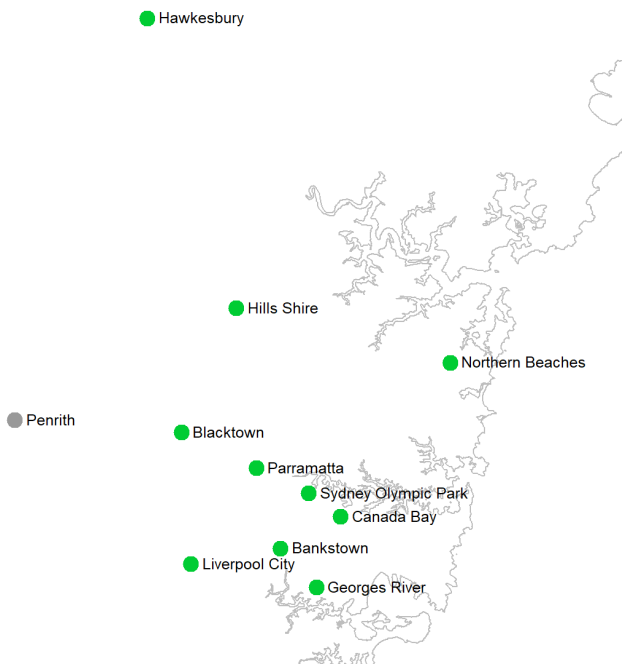 Hawkesbury
Hills Shire
Northern Beaches
Penrith
Blacktown
Parramatta
Sydney Olympic Park
Canada Bay
Bankstown
Liverpool City
Georges River